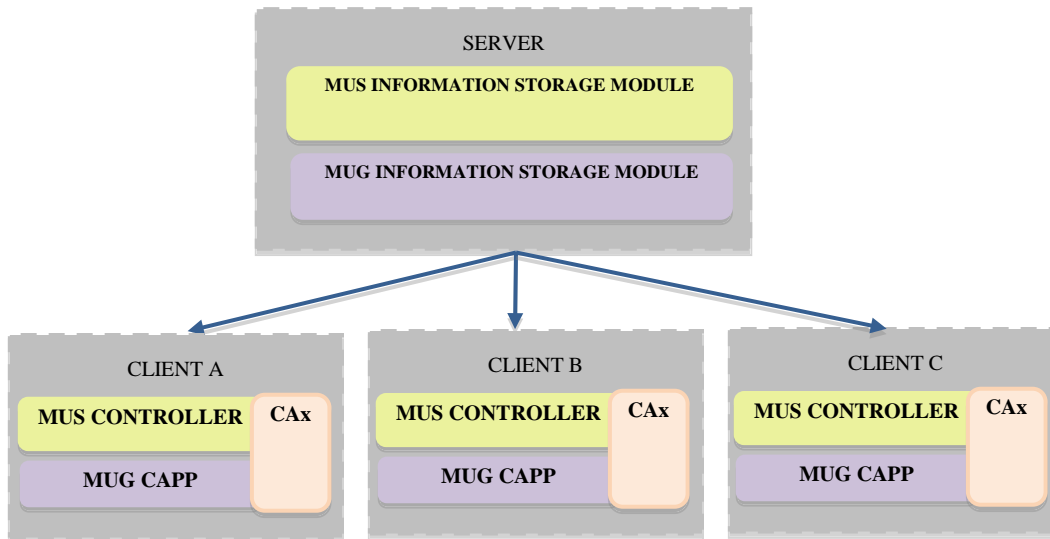 SERVER
MUS INFORMATION STORAGE MODULE
MUG INFORMATION STORAGE MODULE
CLIENT A
MUS CONTROLLER
CAx
MUG CAPP
CLIENT B
MUS CONTROLLER
CAx
MUG CAPP
CLIENT C
MUS CONTROLLER
CAx
MUG CAPP